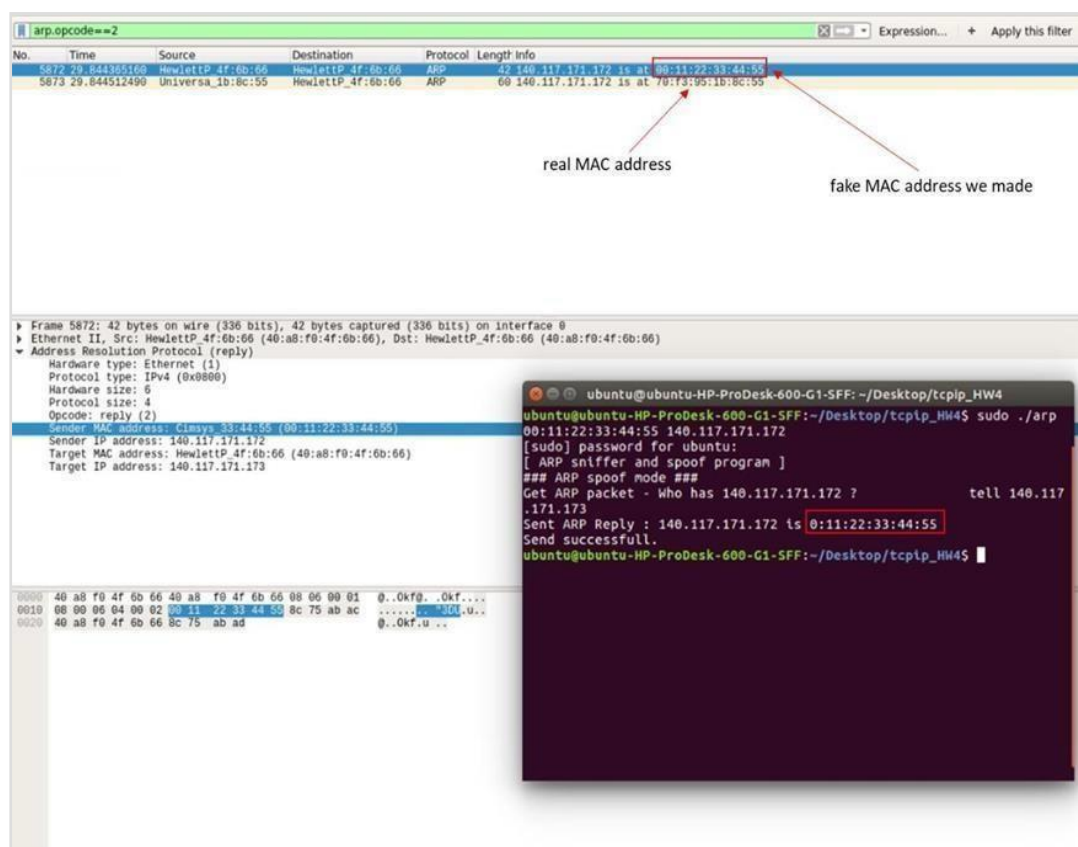 arp.opcode==2
Expression... + Apply this filter
No. Time Source Destination Protocol Length Info
5872 29.844365160 HewlettP_4f:6b:66 HewlettP_4f:6b:66 ARP 42 140.117.171.172 is at 00:11:22:33:44:55
5873 29.844512490 Universa_1b:8c:55 HewlettP_4f:6b:66 ARP 60 140.117.171.172 is at 70:f3:95:1b:8c:55
real MAC address
fake MAC address we made
Frame 5872: 42 bytes on wire (336 bits), 42 bytes captured (336 bits) on interface 0
Ethernet II, Src: HewlettP_4f:6b:66 (40:a8:f0:4f:6b:66), Dst: HewlettP_4f:6b:66 (40:a8:f0:4f:6b:66)
Address Resolution Protocol (reply)
Hardware type: Ethernet (1)
Protocol type: IPv4 (0x0800)
Hardware size: 6
Protocol size: 4
Opcode: reply (2)
Sender MAC address: Cimsys_33:44:55 (00:11:22:33:44:55)
Sender IP address: 140.117.171.172
Target MAC address: HewlettP_4f:6b:66 (40:a8:f0:4f:6b:66)
Target IP address: 140.117.171.173
ubuntu@ubuntu-HP-ProDesk-600-G1-SFF: ~/Desktop/tcpip_HW4
ubuntu@ubuntu-HP-ProDesk-600-G1-SFF:~/Desktop/tcpip_HW4$ sudo ./arp
00:11:22:33:44:55 140.117.171.172
[sudo] password for ubuntu:
[ ARP sniffer and spoof program ]
### ARP spoof mode ###
Get ARP packet - Who has 140.117.171.172 ? tell 140.117
.171.173
Sent ARP Reply : 140.117.171.172 is 0:11:22:33:44:55
Send successfull.
ubuntu@ubuntu-HP-ProDesk-600-G1-SFF:~/Desktop/tcpip_HW4$
0000 40 a8 f0 4f 6b 66 40 a8 f0 4f 6b 66 08 06 00 01 @..Okf@. .Okf....
0010 08 00 06 04 00 02 00 11 22 33 44 55 8c 75 ab ac ........ "3DU.u..
0020 40 a8 f0 4f 6b 66 8c 75 ab ad @..Okf.u ..